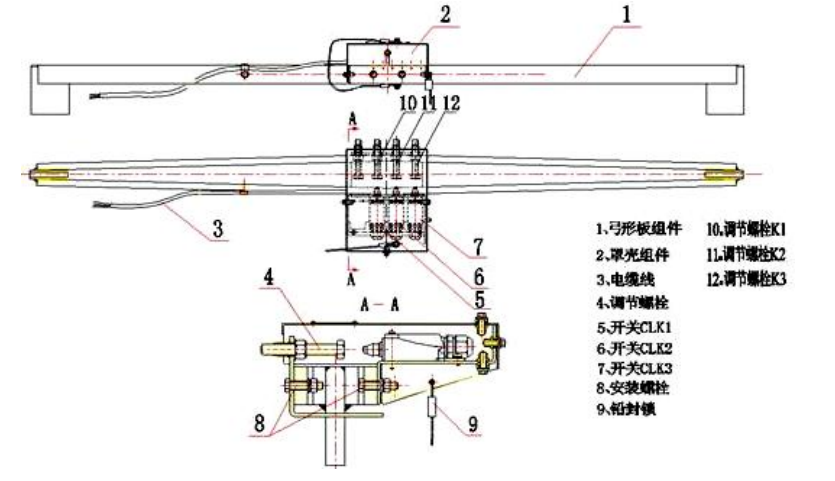 2
1
10 11 12
A
3
A
7
6
5
4
A-A
8
9
1、弓形板组件 10.调节螺栓K1
2、罩壳组件 11.调节螺栓K2
3、电缆线 12.调节螺栓K3
4、调节螺栓
5、开关CLK1
6、开关CLK2
7、开关CLK3
8、安装螺栓
9、铅封锁